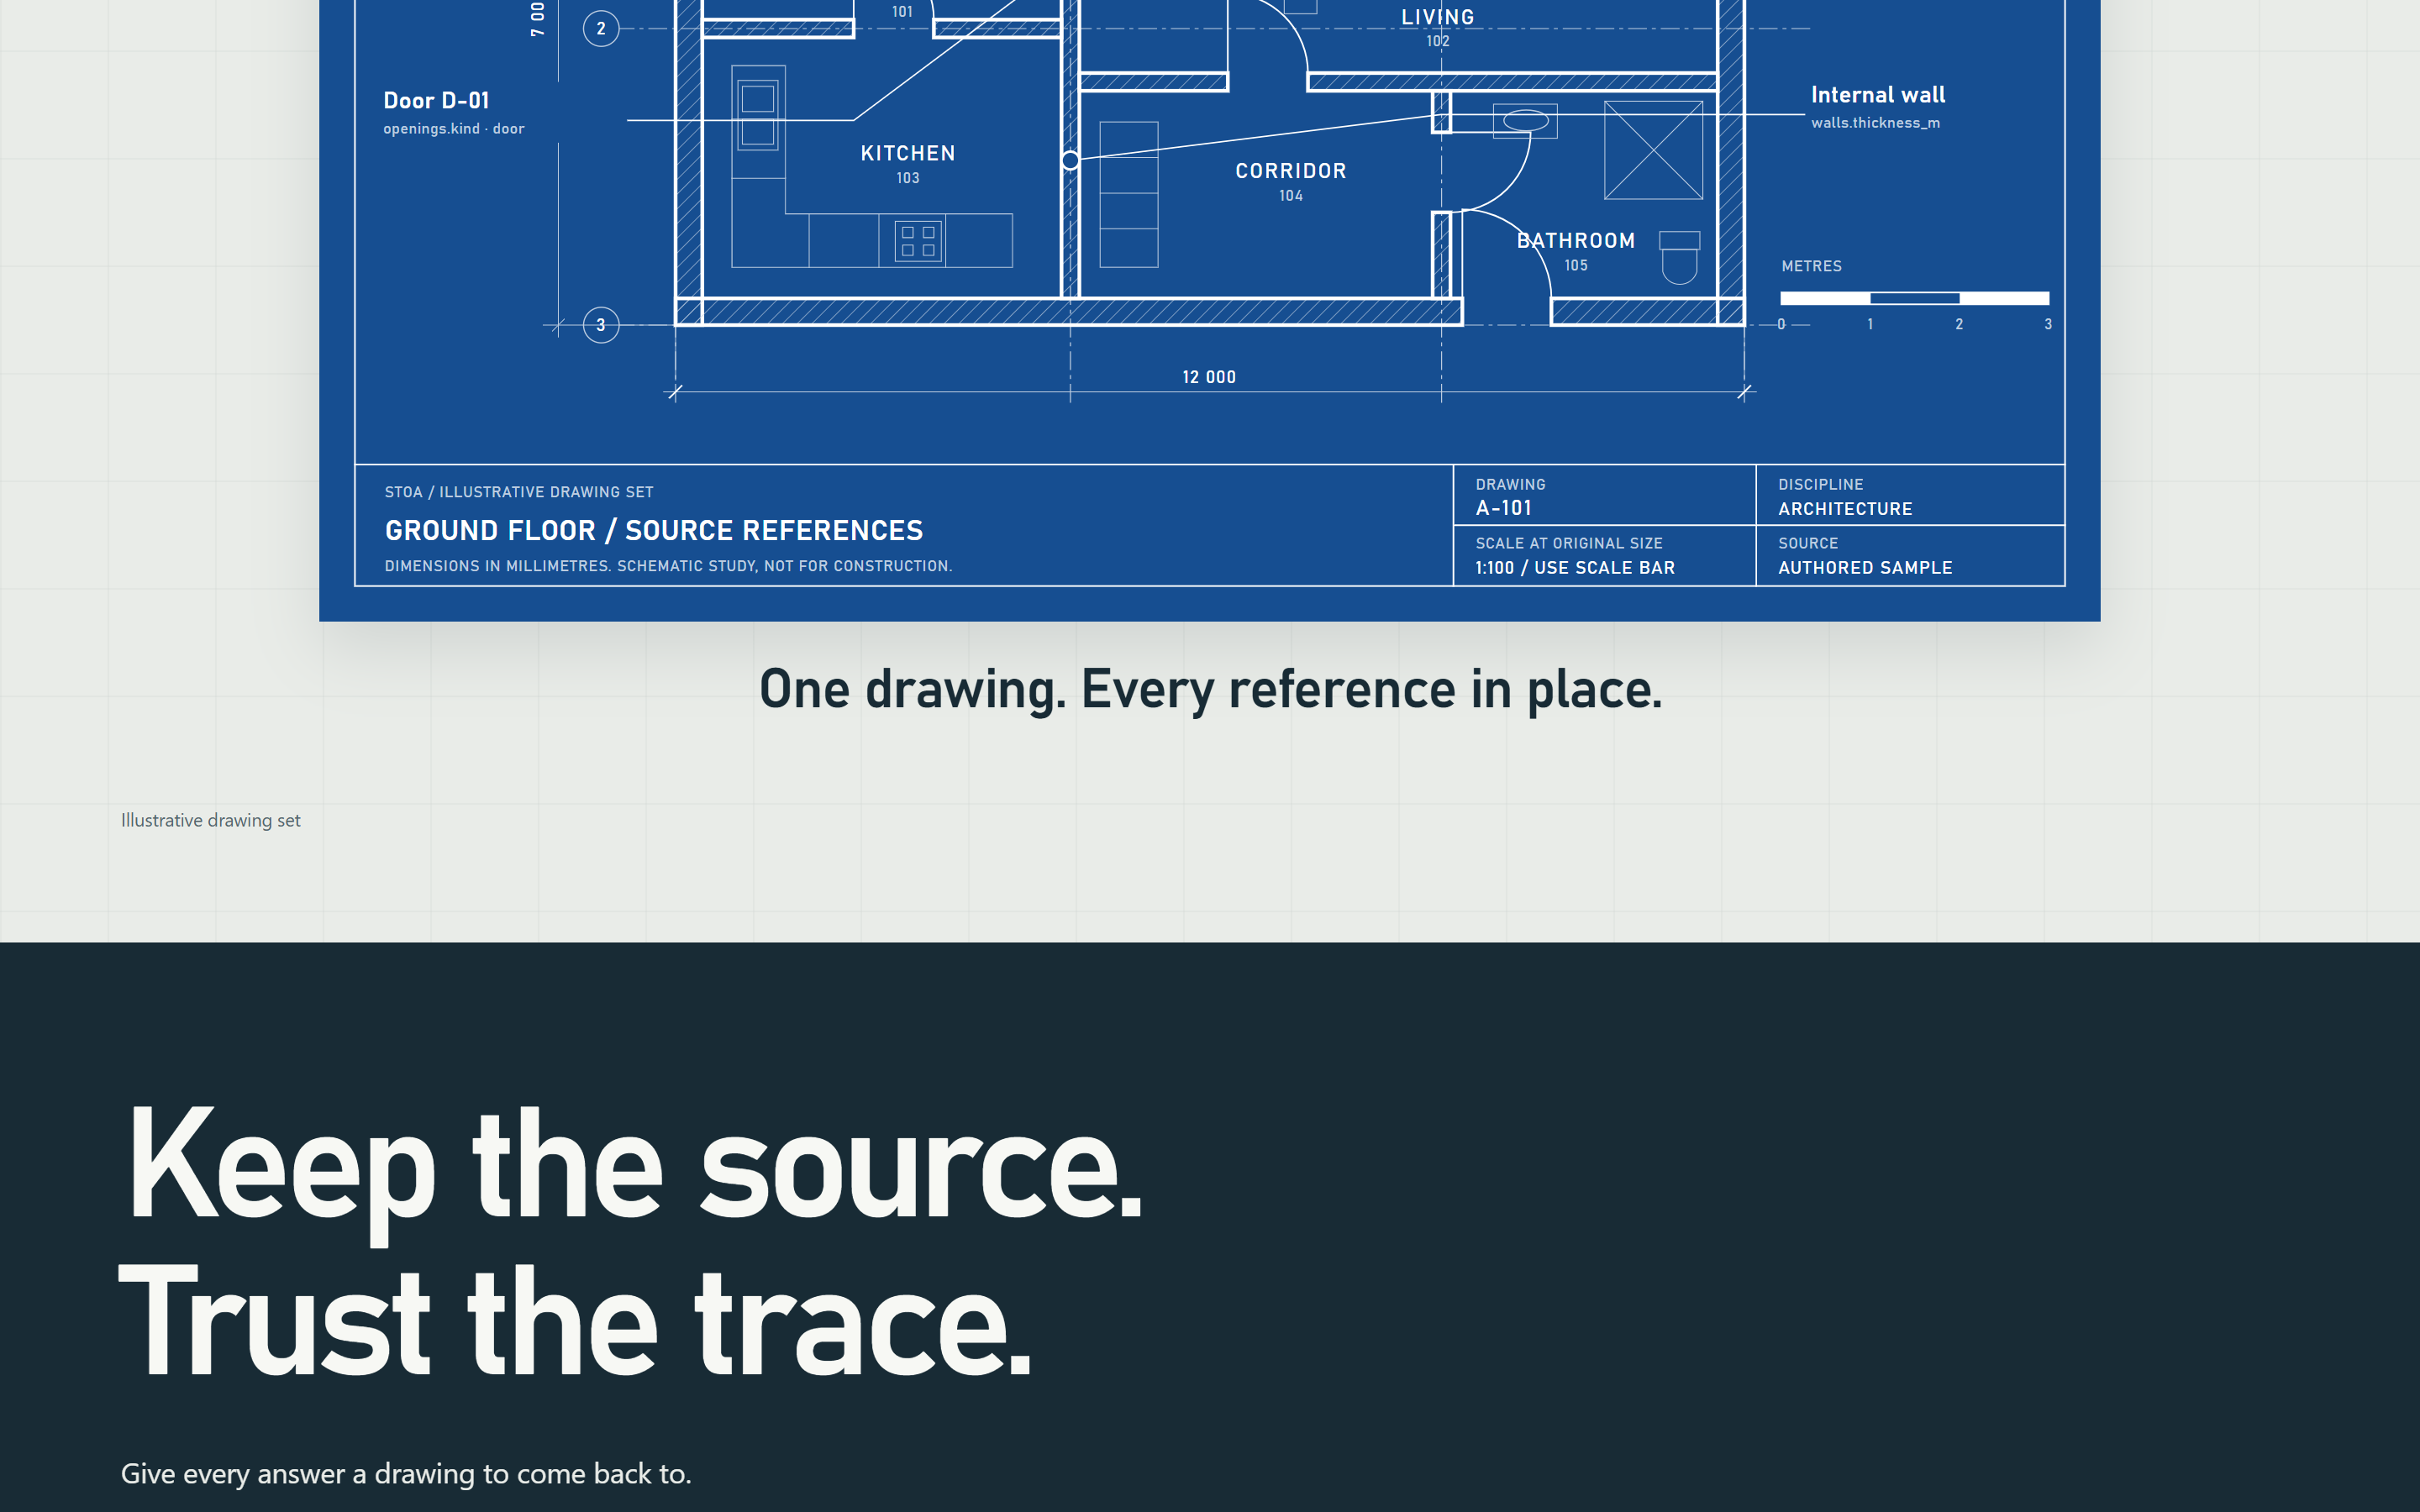 7 00
2
101
LIVING
102
Door D-01
openings.kind · door
Internal wall
walls.thickness_m
KITCHEN
103
CORRIDOR
104
BATHROOM
105
METRES
0 1 2 3
3
12 000
STOA / ILLUSTRATIVE DRAWING SET
GROUND FLOOR / SOURCE REFERENCES
DIMENSIONS IN MILLIMETRES. SCHEMATIC STUDY, NOT FOR CONSTRUCTION.
DRAWING
A-101
DISCIPLINE
ARCHITECTURE
SCALE AT ORIGINAL SIZE
1:100 / USE SCALE BAR
SOURCE
AUTHORED SAMPLE
One drawing. Every reference in place.
Illustrative drawing set
Keep the source.
Trust the trace.
Give every answer a drawing to come back to.